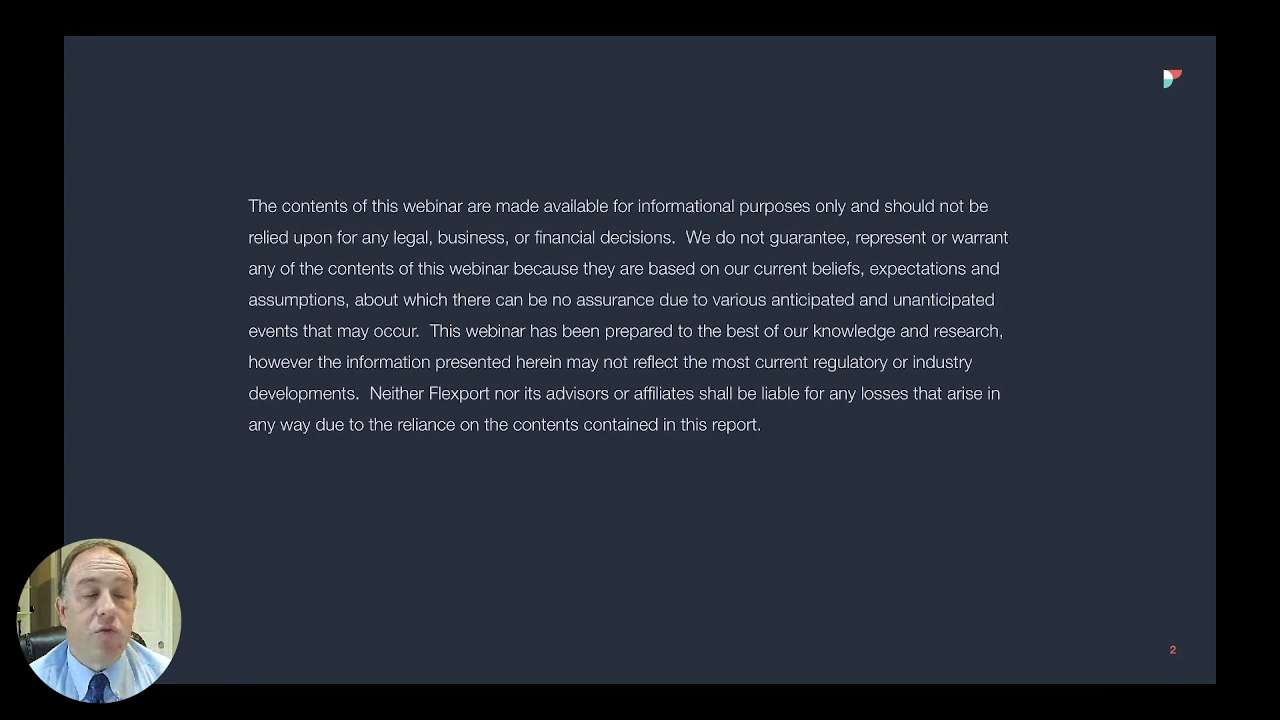 The contents of this webinar are made available for informational purposes only and should not be
relied upon for any legal, business, or financial decisions.  We do not guarantee, represent or warrant
any of the contents of this webinar because they are based on our current beliefs, expectations and
assumptions, about which there can be no assurance due to various anticipated and unanticipated
events that may occur.  This webinar has been prepared to the best of our knowledge and research,
however the information presented herein may not reflect the most current regulatory or industry
developments.  Neither Flexport nor its advisors or affiliates shall be liable for any losses that arise in
any way due to the reliance on the contents contained in this report.
2